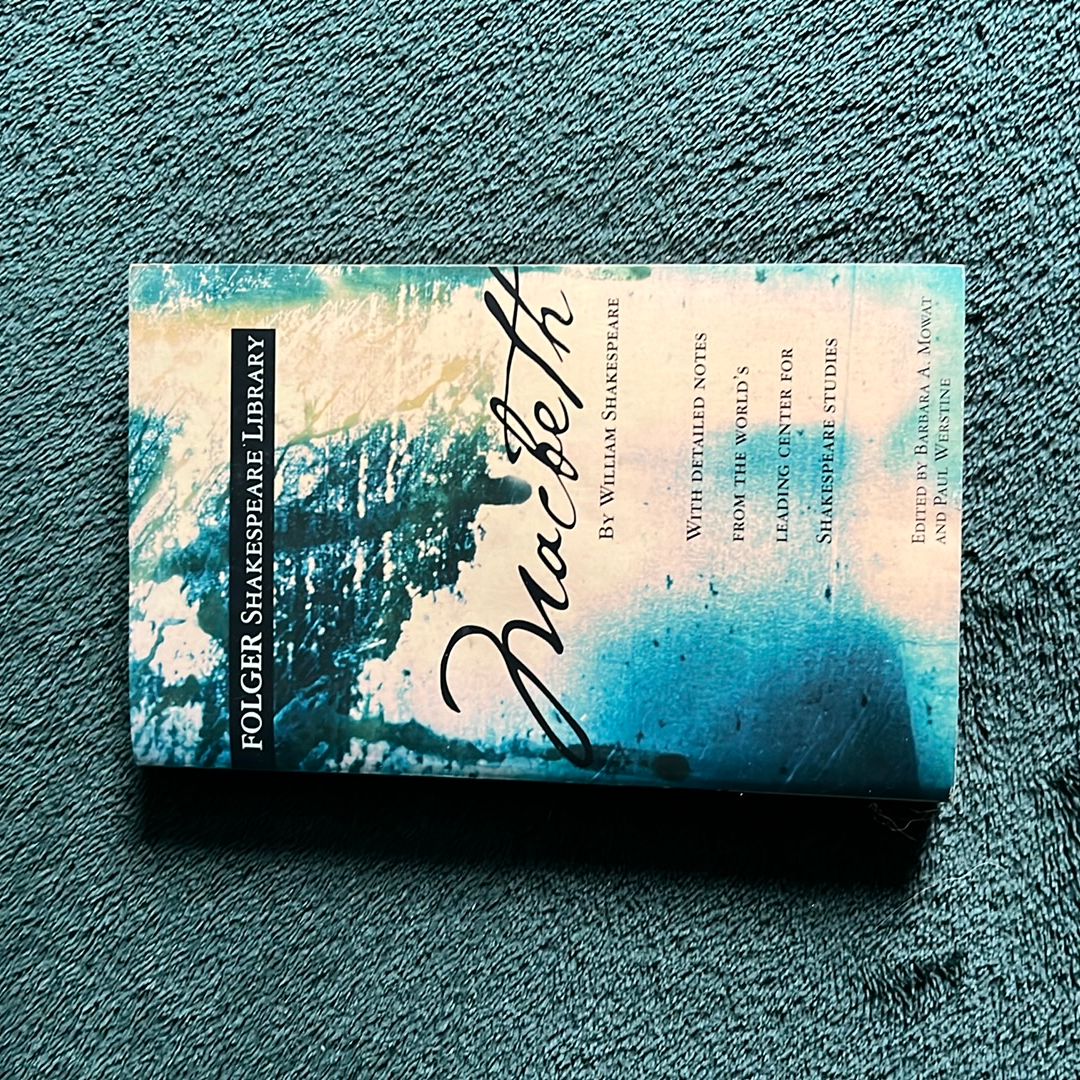 FOLGER SHAKESPEARE LIBRARY
Macbeth
BY WILLIAM SHAKESPEARE
WITH DETAILED NOTES
FROM THE WORLD'S
LEADING CENTER FOR
SHAKESPEARE STUDIES
EDITED BY BARBARA A. MOWAT
AND PAUL WERSTINE